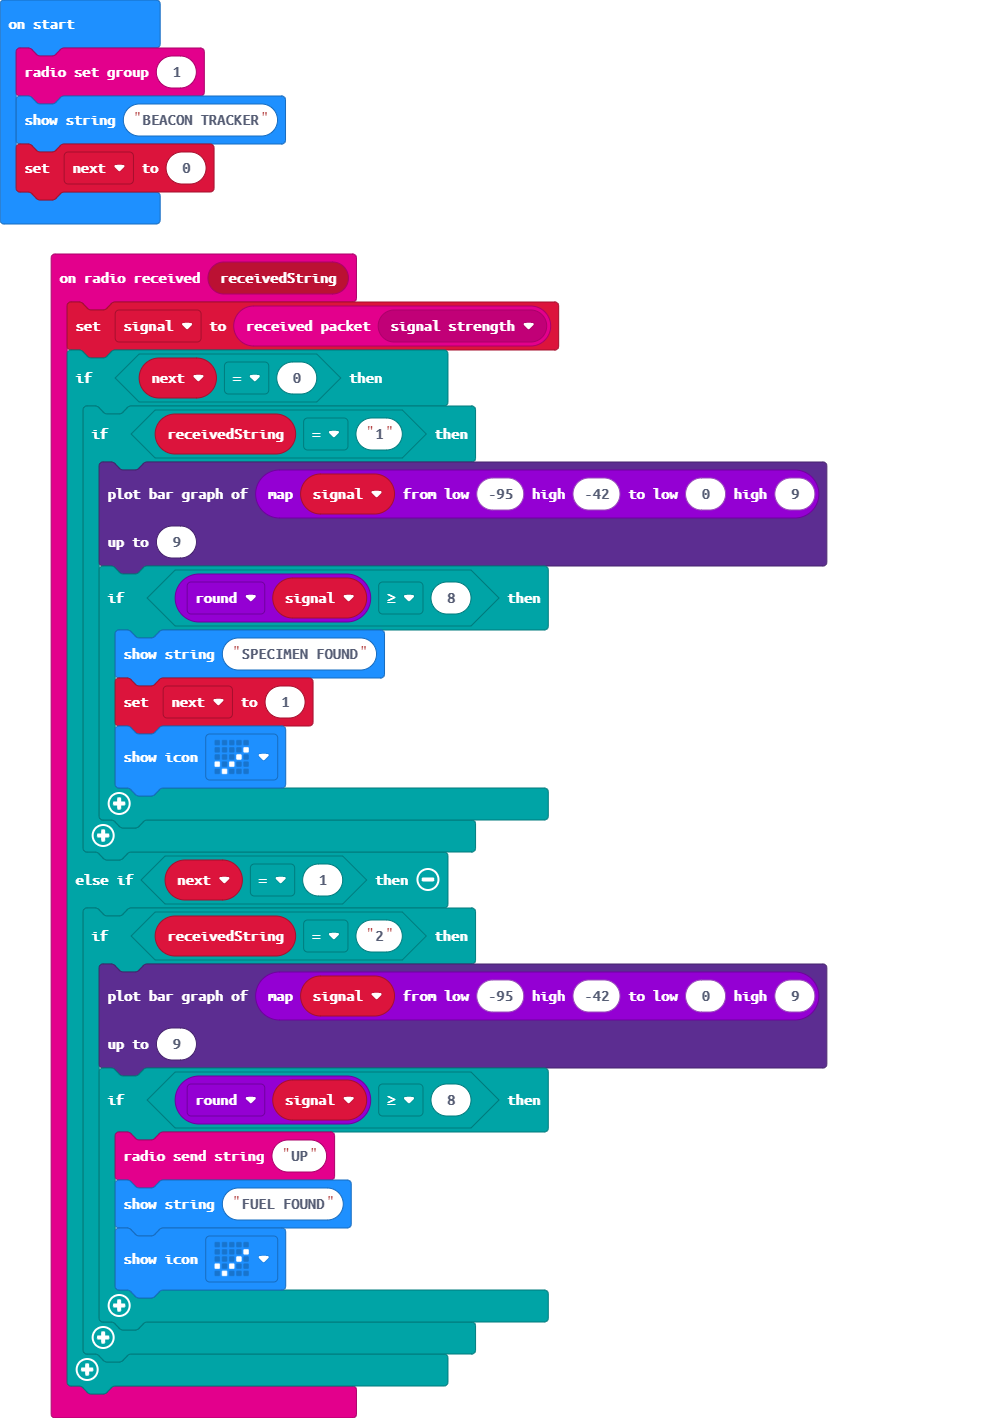 on start
radio set group 1
show string "BEACON TRACKER"
set next to 0
on radio received receivedString
set signal to received packet signal strength
if next = 0 then
if receivedString = "1" then
plot bar graph of map signal from low -95 high -42 to low 0 high 9
up to 9
if round signal ≥ 8 then
show string "SPECIMEN FOUND"
set next to 1
show icon
else if next = 1 then
if receivedString = "2" then
plot bar graph of map signal from low -95 high -42 to low 0 high 9
up to 9
if round signal ≥ 8 then
radio send string "UP"
show string "FUEL FOUND"
show icon